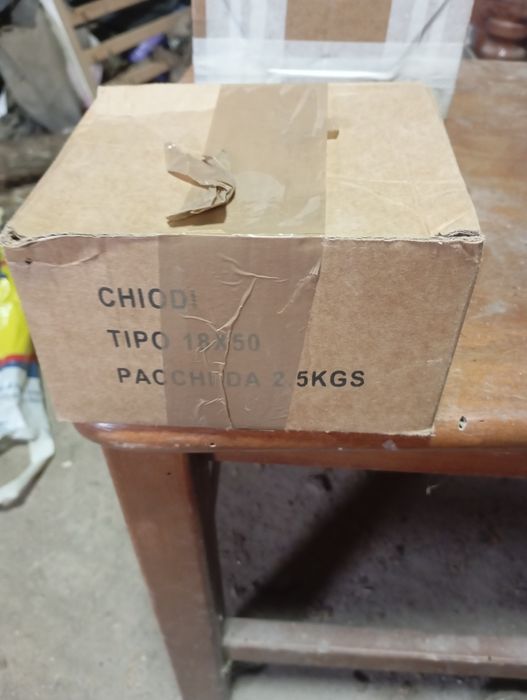 CHIODI
TIPO 18X50
PACCHI DA 2.5KGS